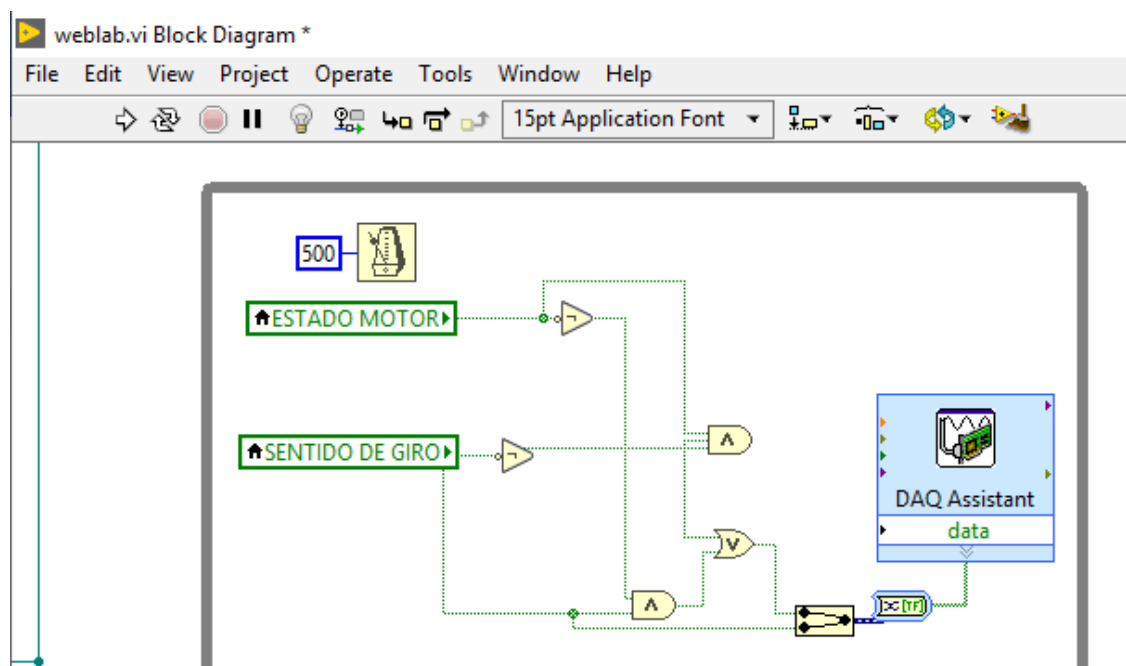 weblab.vi Block Diagram *
File Edit View Project Operate Tools Window Help
15pt Application Font
500
ESTADO MOTOR
SENTIDO DE GIRO
DAQ Assistant
data
[TF]